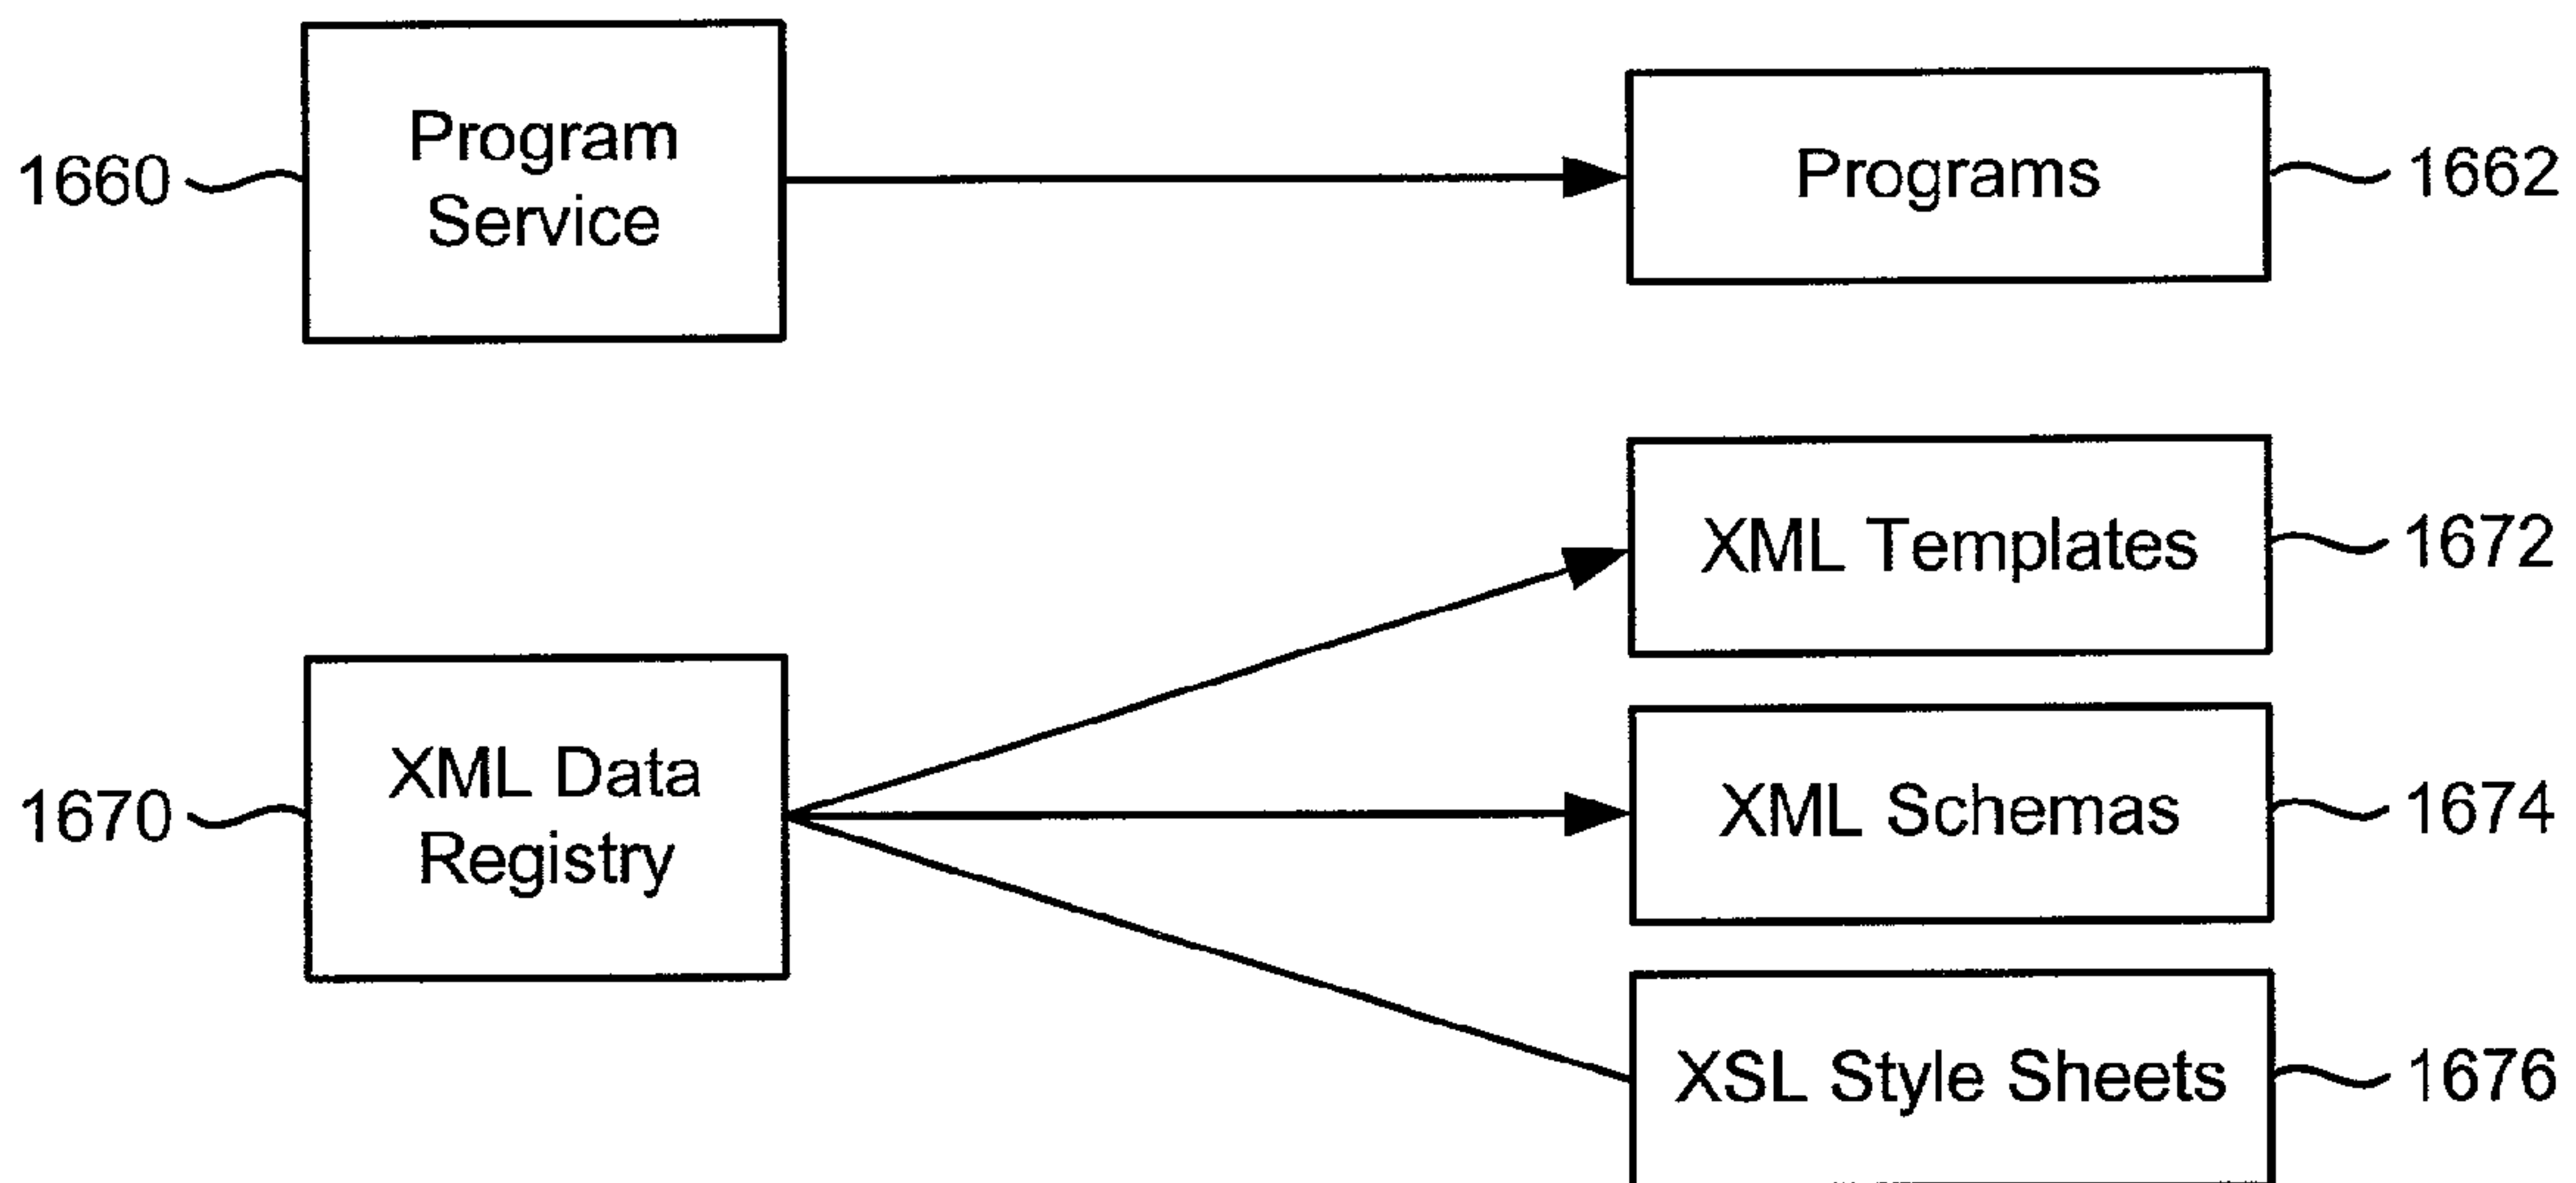 1660
Program
Service
Programs
1662
XML Templates
1672
1670
XML Data
Registry
XML Schemas
1674
XSL Style Sheets
1676